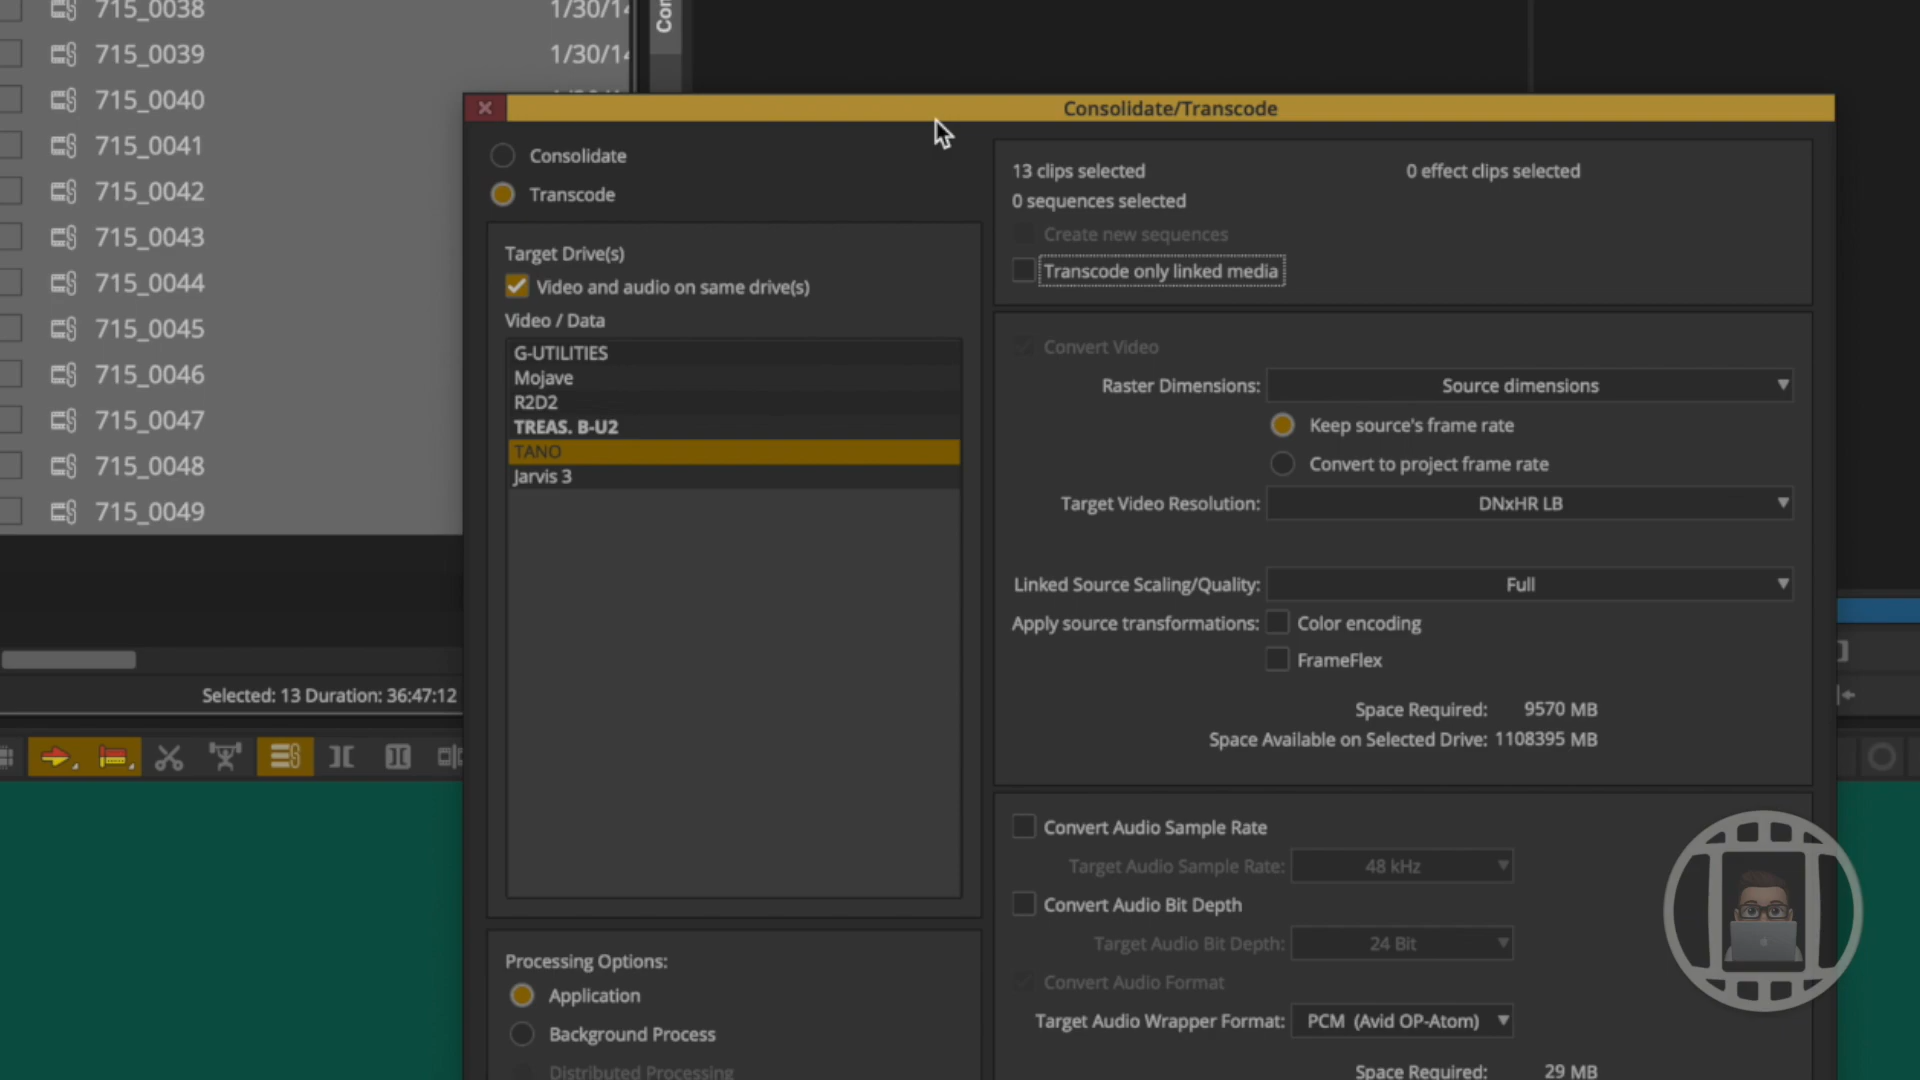 715_0038 1/30/14
715_0039 1/30/14
715_0040
715_0041
715_0042
715_0043
715_0044
715_0045
715_0046
715_0047
715_0048
715_0049
Selected: 13 Duration: 36:47:12
Consolidate/Transcode
Consolidate
Transcode
Target Drive(s)
Video and audio on same drive(s)
Video / Data
G-UTILITIES
Mojave
R2D2
TREAS. B-U2
TANO
Jarvis 3
Processing Options:
Application
Background Process
Distributed Processing
13 clips selected 0 effect clips selected
0 sequences selected
Create new sequences
Transcode only linked media
Convert Video
Raster Dimensions: Source dimensions
Keep source's frame rate
Convert to project frame rate
Target Video Resolution: DNxHR LB
Linked Source Scaling/Quality: Full
Apply source transformations: Color encoding
FrameFlex
Space Required: 9570 MB
Space Available on Selected Drive: 1108395 MB
Convert Audio Sample Rate
Target Audio Sample Rate: 48 kHz
Convert Audio Bit Depth
Target Audio Bit Depth: 24 Bit
Convert Audio Format
Target Audio Wrapper Format: PCM (Avid OP-Atom)
Space Required: 29 MB